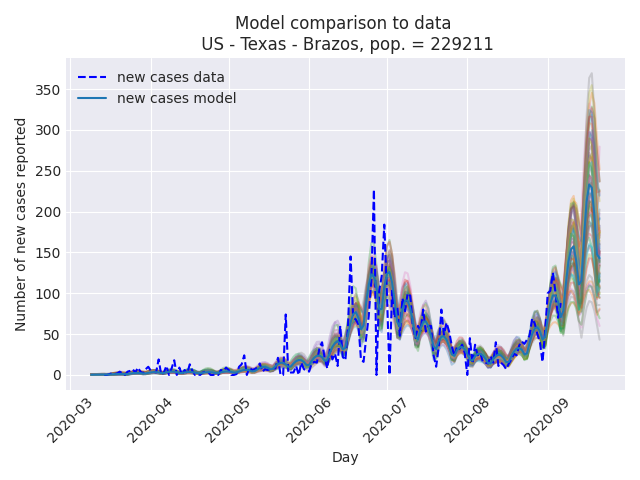 Model comparison to data
US - Texas - Brazos, pop. = 229211
new cases data
new cases model
Number of new cases reported
350
300
250
200
150
100
50
0
2020-03
2020-04
2020-05
2020-06
2020-07
2020-08
2020-09
Day